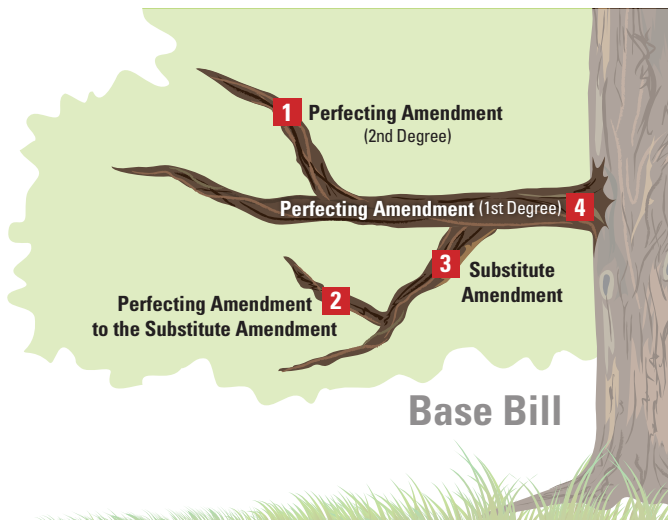 1 Perfecting Amendment
(2nd Degree)
Perfecting Amendment (1st Degree) 4
3 Substitute
Amendment
Perfecting Amendment 2
to the Substitute Amendment
Base Bill